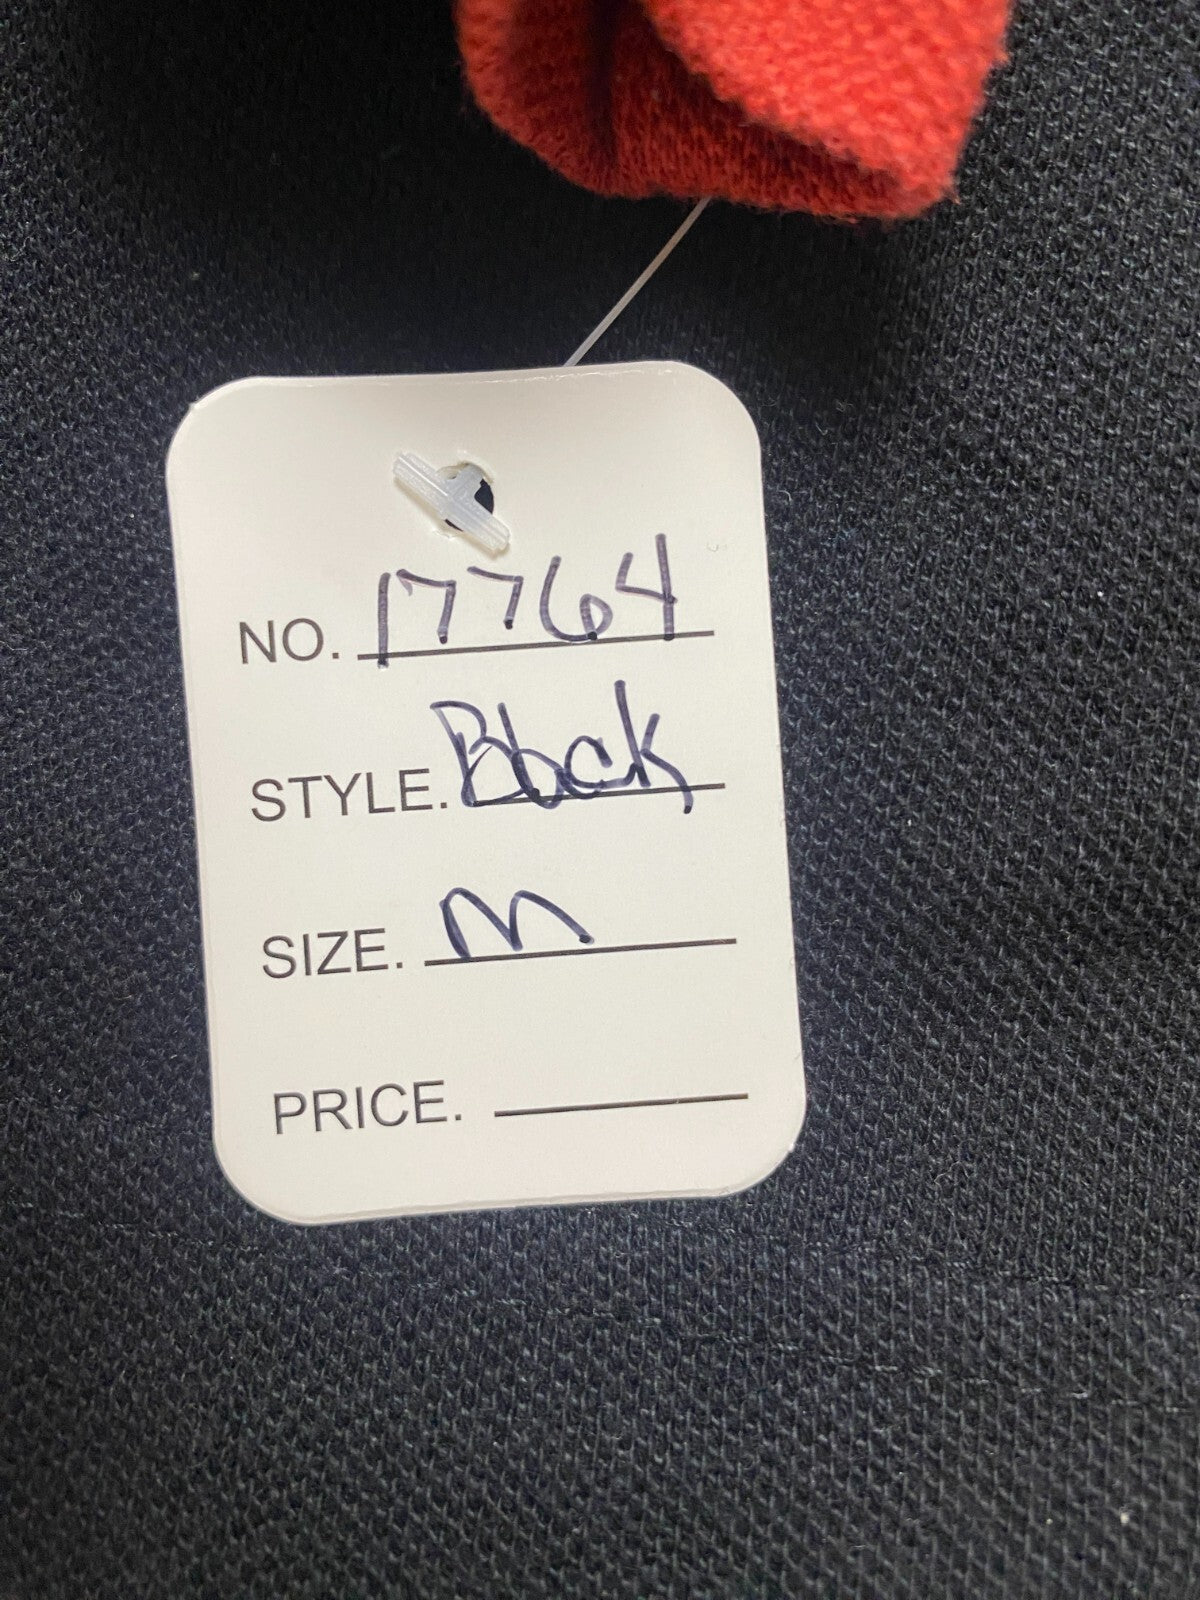 NO. 17764
STYLE. Black
SIZE. M
PRICE.